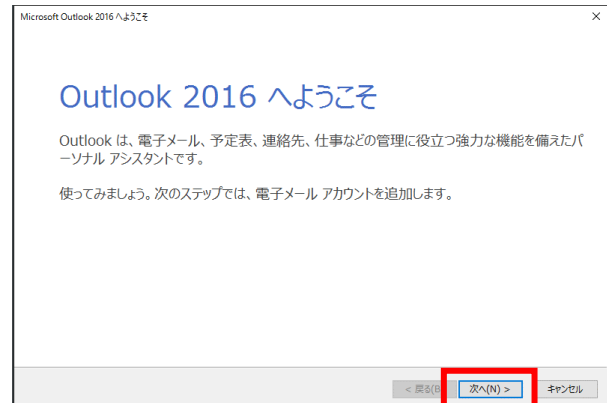 Microsoft Outlook 2016 へようこそ
Outlook 2016 へようこそ
Outlook は、電子メール、予定表、連絡先、仕事などの管理に役立つ強力な機能を備えたパ
ーソナル アシスタントです。
使ってみましょう。次のステップでは、電子メール アカウントを追加します。
< 戻る(B 次へ(N) > キャンセル